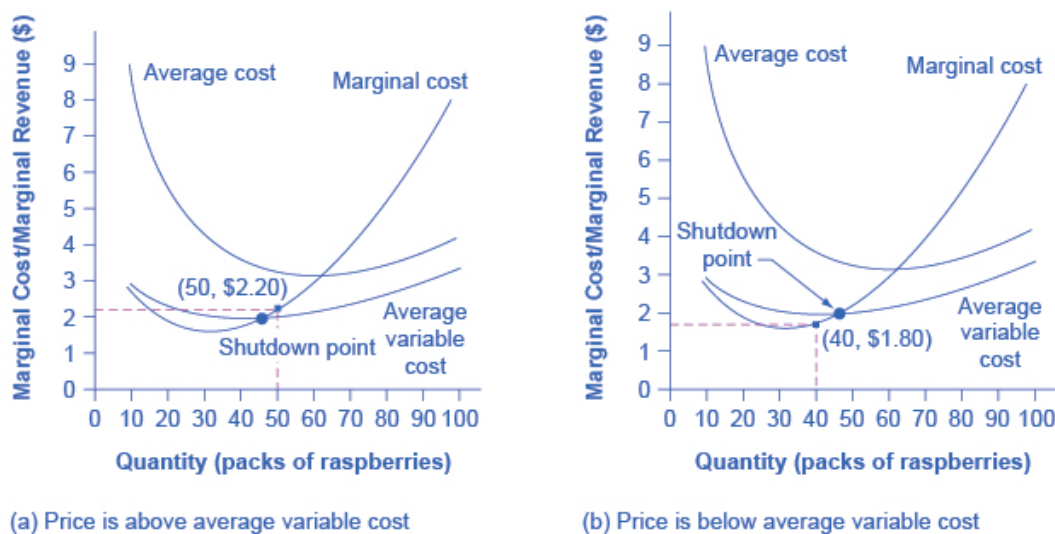 Marginal Cost/Marginal Revenue ($)
9
8
7
6
5
4
3
2
1
0
Average cost
Marginal cost
(50, $2.20)
Average
variable
cost
Shutdown point
0 10 20 30 40 50 60 70 80 90 100
Quantity (packs of raspberries)
(a) Price is above average variable cost
Marginal Cost/Marginal Revenue ($)
9
8
7
6
5
4
3
2
1
0
Average cost
Marginal cost
Shutdown
point
Average
variable
cost
(40, $1.80)
0 10 20 30 40 50 60 70 80 90 100
Quantity (packs of raspberries)
(b) Price is below average variable cost